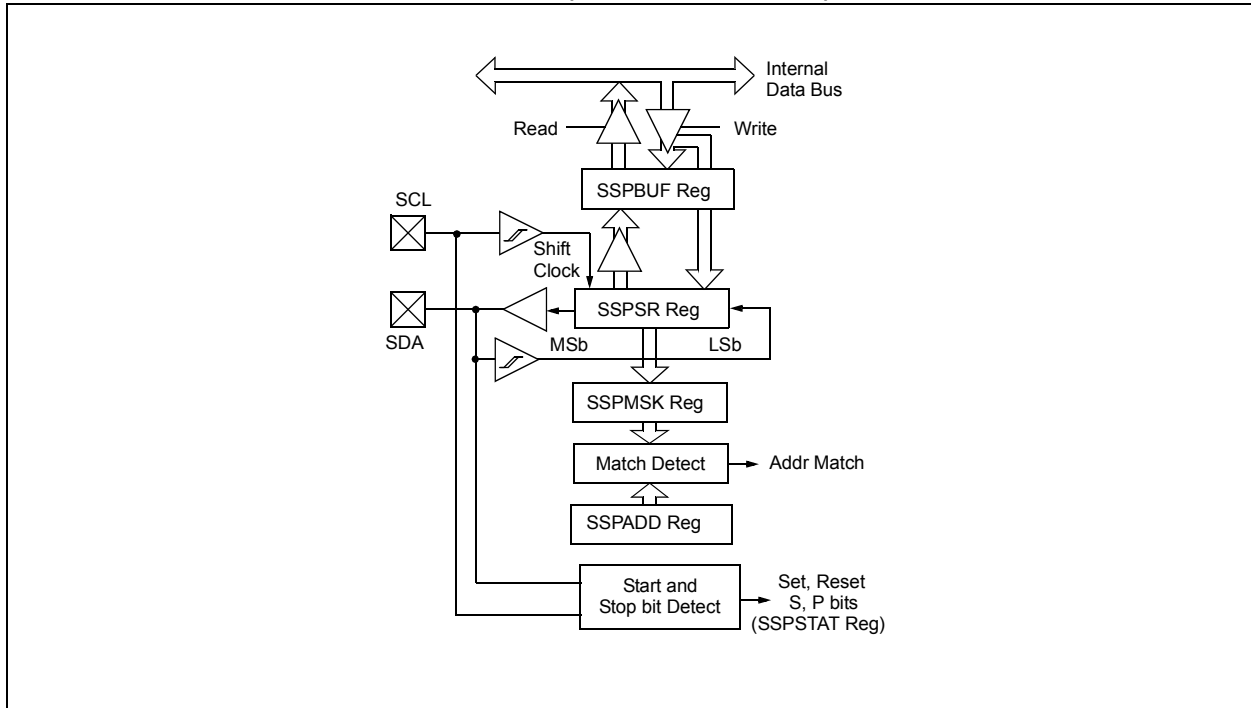 Internal
Data Bus
Read
Write
SSPBUF Reg
SCL
Shift
Clock
SSPSR Reg
SDA
MSb
LSb
SSPMSK Reg
Match Detect
Addr Match
SSPADD Reg
Start and
Stop bit Detect
Set, Reset
S, P bits
(SSPSTAT Reg)